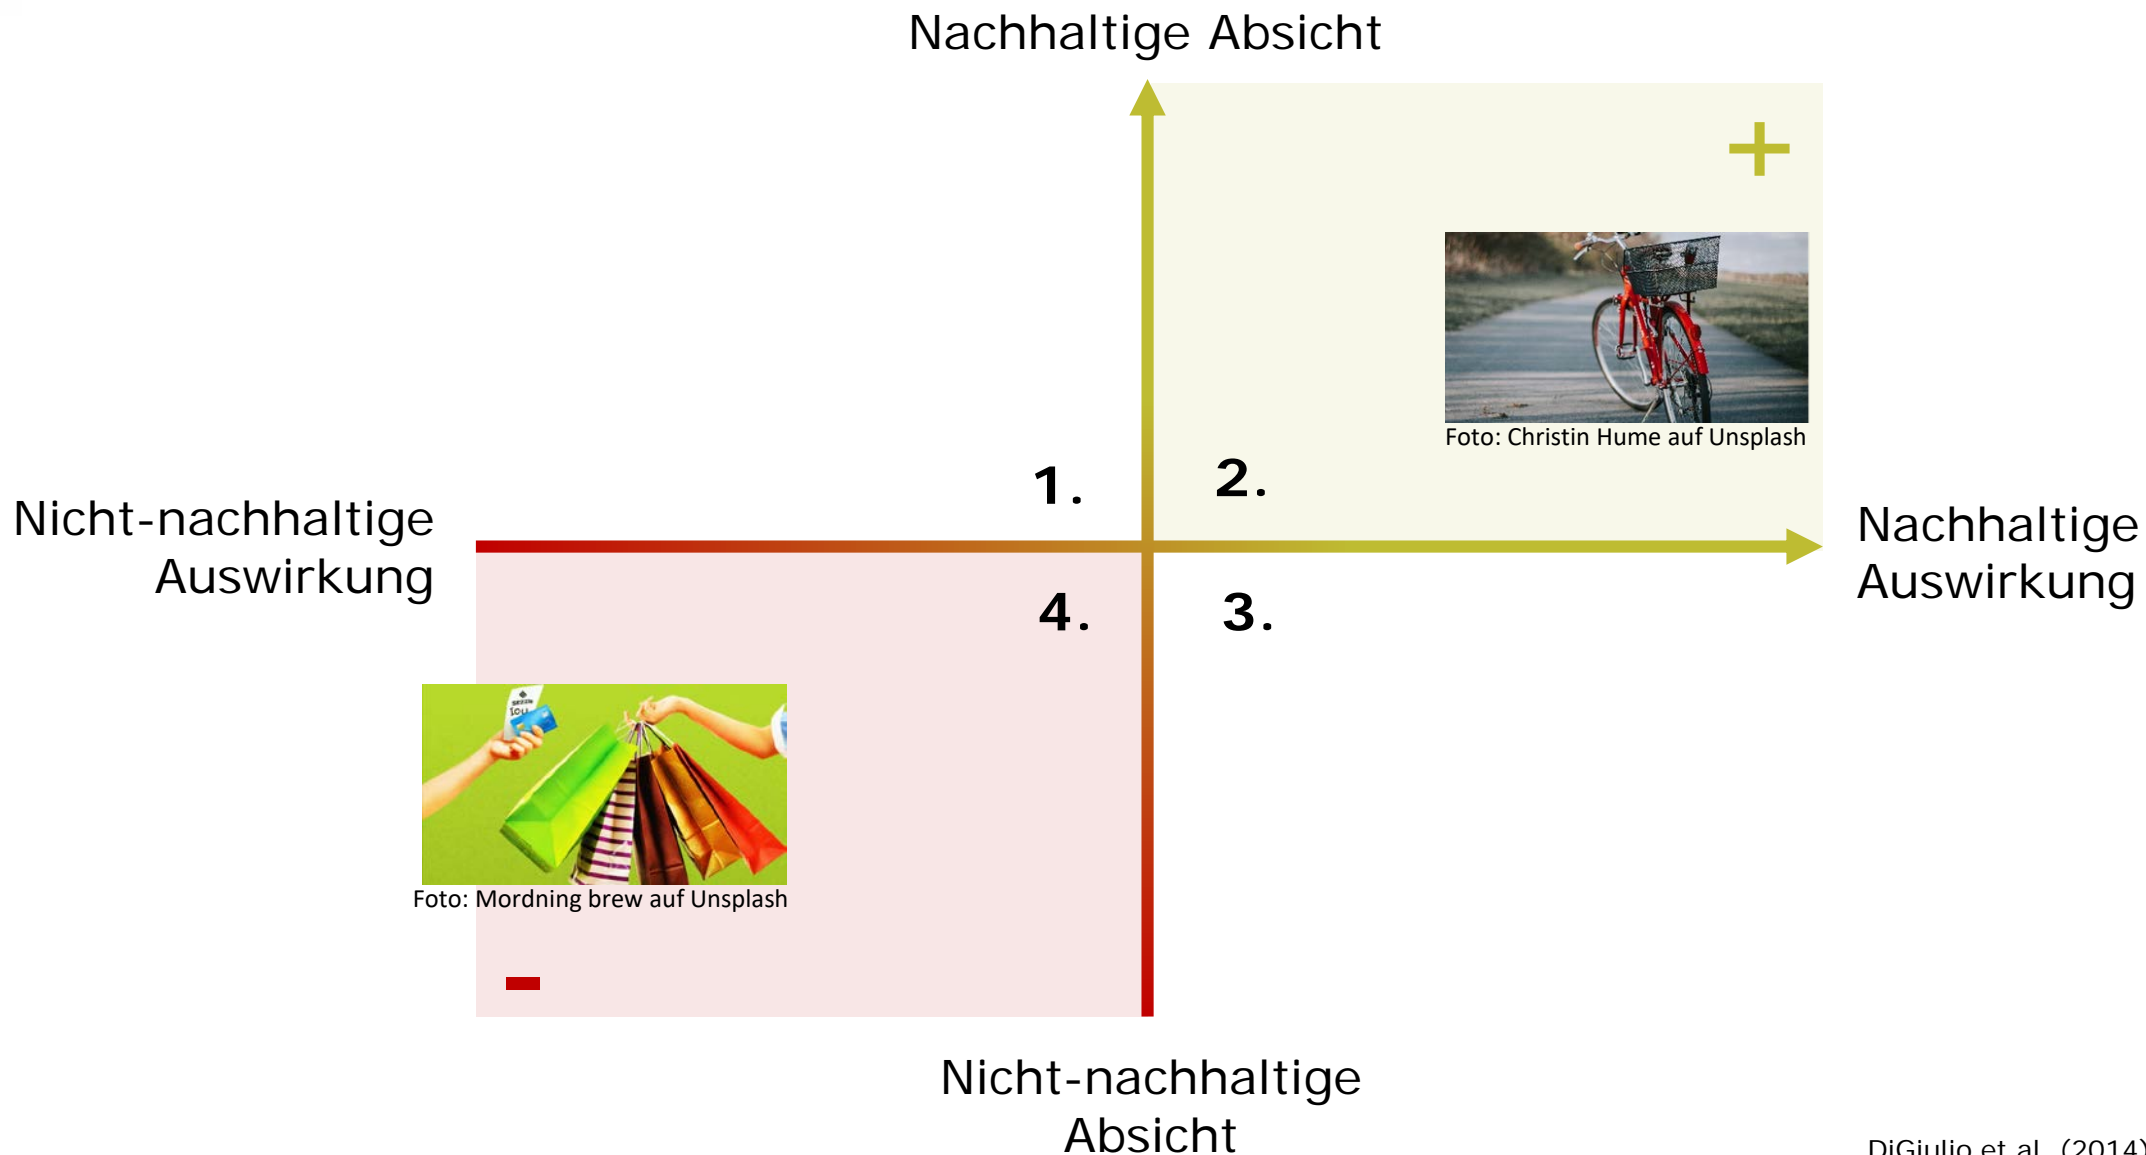 Nachhaltige Absicht
Foto: Christin Hume auf Unsplash
1.
2.
Nicht-nachhaltige
Auswirkung
Nachhaltige
Auswirkung
4.
3.
IOU
Foto: Mordning brew auf Unsplash
Nicht-nachhaltige
Absicht
DiGiulio et al. (2014)